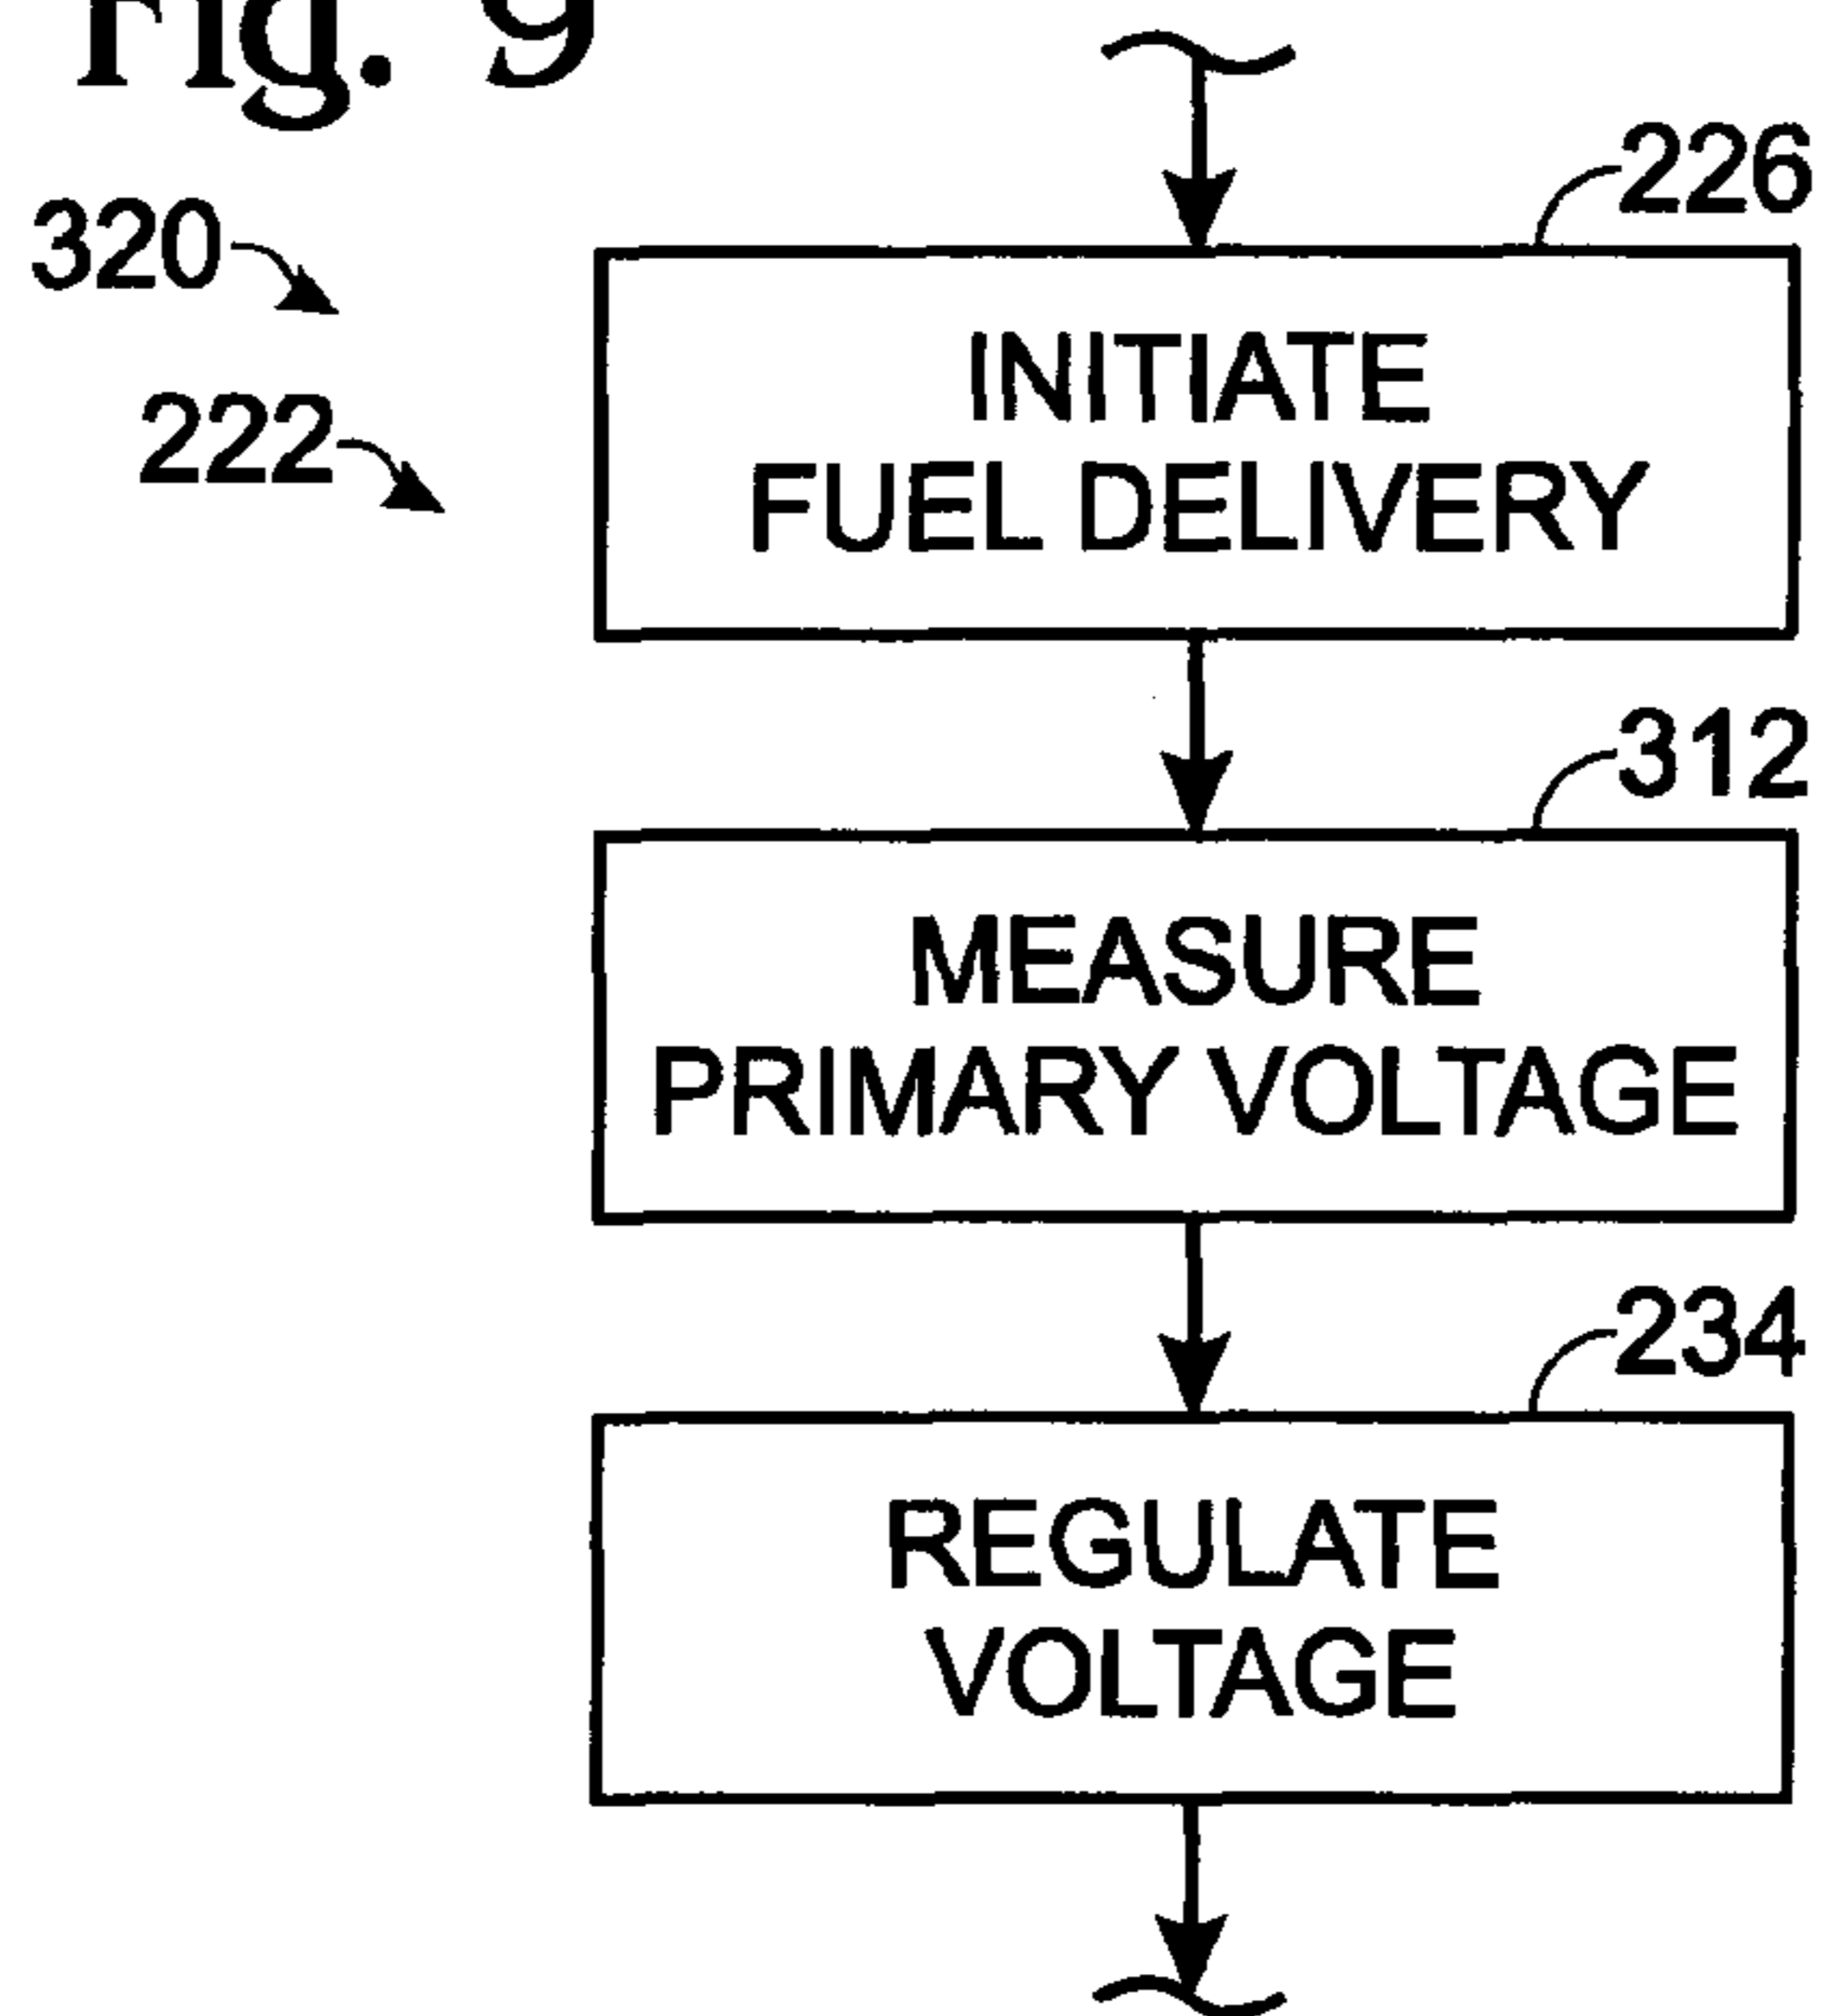 Fig. 9
226
320
INITIATE
222
FUEL DELIVERY
312
MEASURE
PRIMARY VOLTAGE
234
REGULATE
VOLTAGE